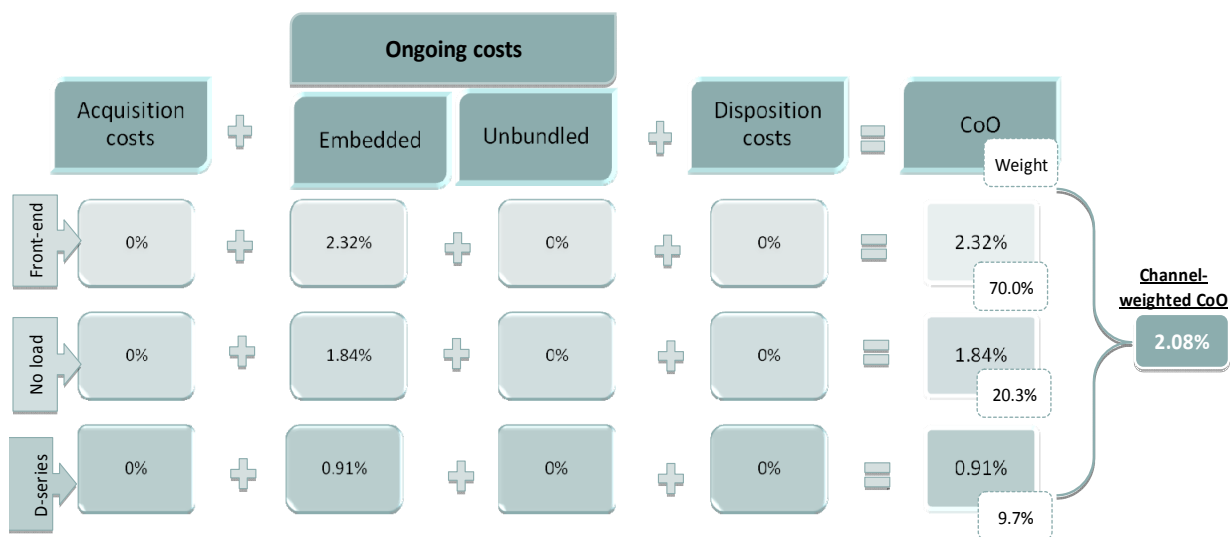 Ongoing costs
Acquisition
costs
Embedded
Unbundled
Disposition
costs
CoO
Weight
Front-end
0%
2.32%
0%
0%
2.32%
70.0%
Channel-
weighted CoO
2.08%
No load
0%
1.84%
0%
0%
1.84%
20.3%
D-series
0%
0.91%
0%
0%
0.91%
9.7%